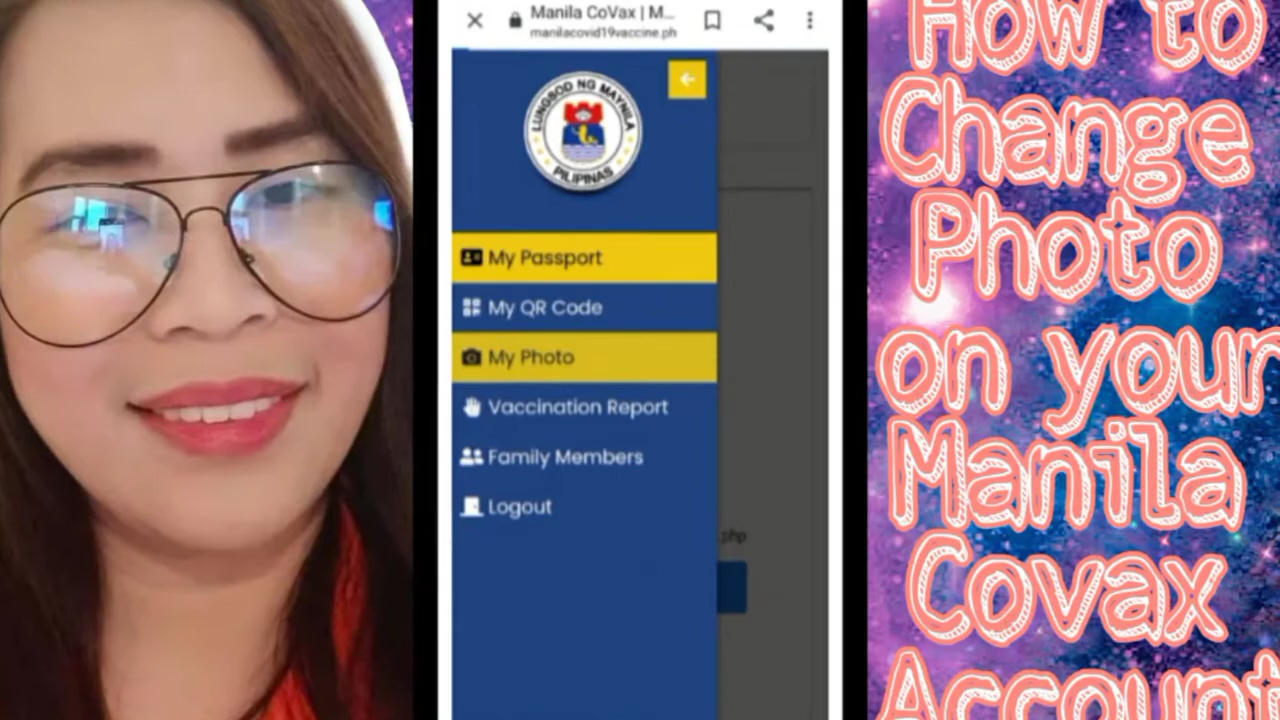 Manila CoVax | M...
manilacovid19vaccine.ph
LUNGSOD NG MAYNILA
PILIPINAS
My Passport
My QR Code
My Photo
Vaccination Report
Family Members
Logout
.php
How to
Change
Photo
on your
Manila
Covax
Account